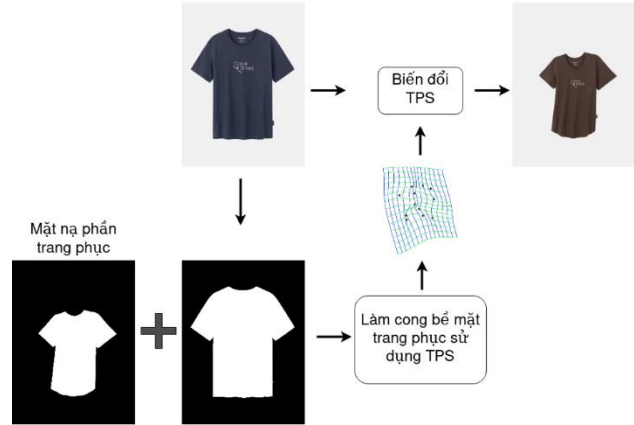 Biến đổi
TPS
Mặt nạ phần
trang phục
Làm cong bề mặt
trang phục sử
dụng TPS